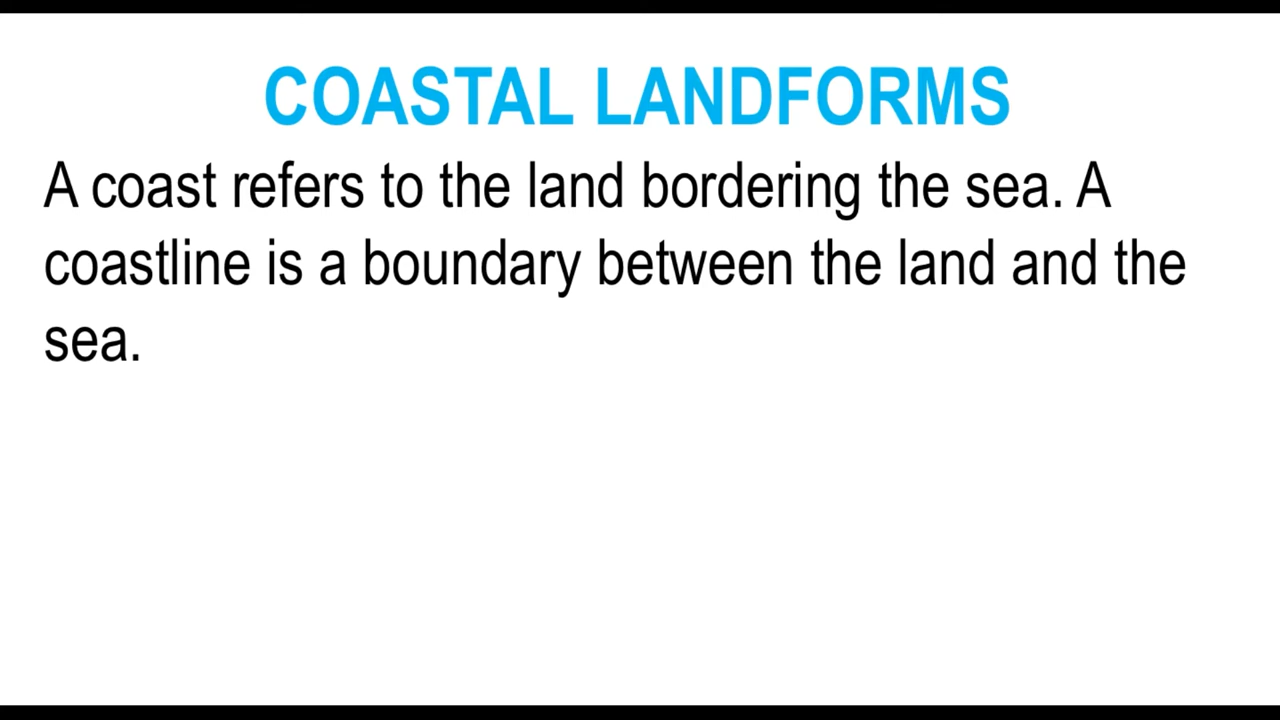 COASTAL LANDFORMS
A coast refers to the land bordering the sea. A
coastline is a boundary between the land and the
sea.